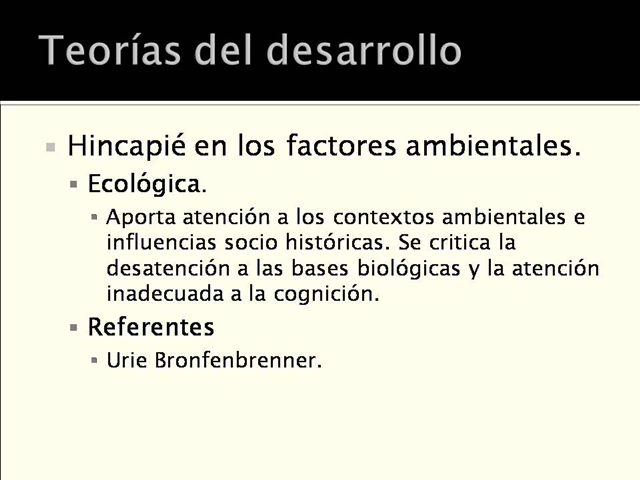 Teorías del desarrollo
Hincapié en los factores ambientales.
Ecológica.
Aporta atención a los contextos ambientales e
influencias socio históricas. Se critica la
desatención a las bases biológicas y la atención
inadecuada a la cognición.
Referentes
Urie Bronfenbrenner.